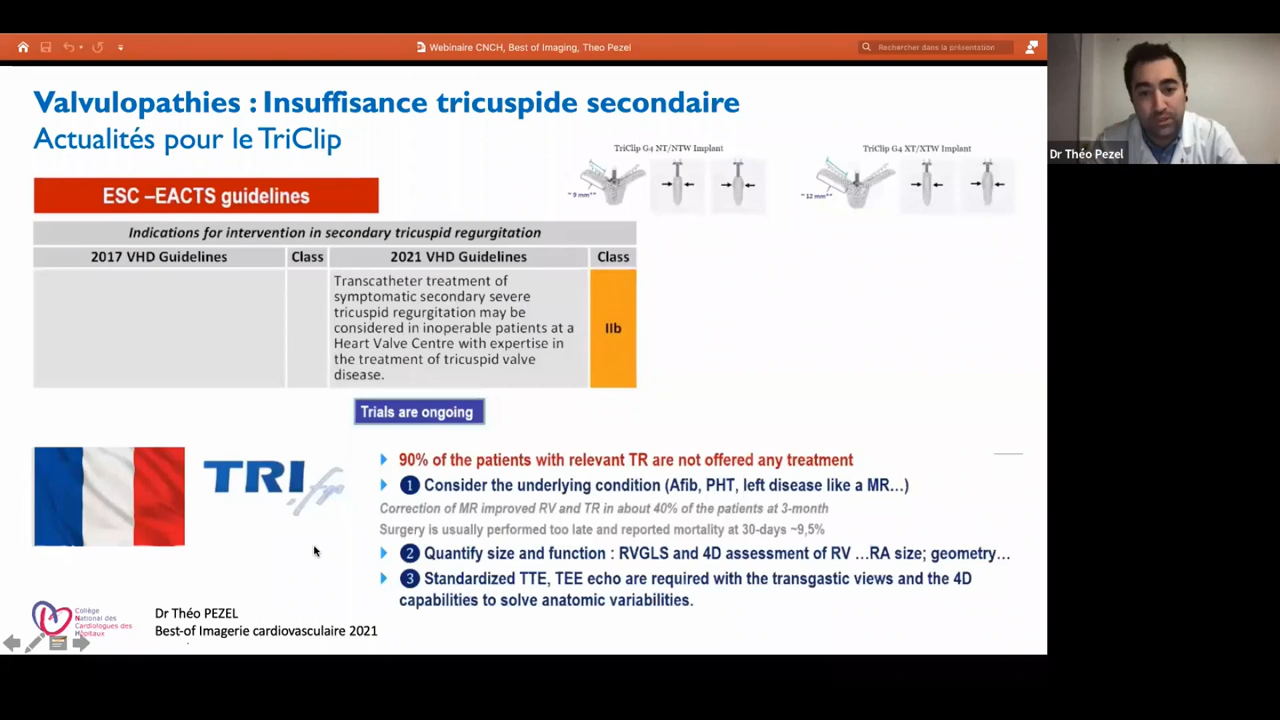 Webinaire CNCH, Best of Imaging, Theo Pezel
Rechercher dans la présentation
Valvulopathies : Insuffisance tricuspide secondaire
Actualités pour le TriClip
TriClip G4 NT/NTW Implant
~ 9 mm**
TriClip G4 XT/XTW Implant
~ 12 mm**
Dr Théo Pezel
ESC –EACTS guidelines
Indications for intervention in secondary tricuspid regurgitation
2017 VHD Guidelines Class 2021 VHD Guidelines Class
Transcatheter treatment of
symptomatic secondary severe
tricuspid regurgitation may be
considered in inoperable patients at a
Heart Valve Centre with expertise in
the treatment of tricuspid valve
disease.
IIb
Trials are ongoing
TRI.fr
90% of the patients with relevant TR are not offered any treatment
1 Consider the underlying condition (Afib, PHT, left disease like a MR…)
Correction of MR improved RV and TR in about 40% of the patients at 3-month
Surgery is usually performed too late and reported mortality at 30-days ~9,5%
2 Quantify size and function : RVGLS and 4D assessment of RV …RA size; geometry…
3 Standardized TTE, TEE echo are required with the transgastic views and the 4D
capabilities to solve anatomic variabilities.
Collège
National des
Cardiologues des
Hôpitaux
Dr Théo PEZEL
Best-of Imagerie cardiovasculaire 2021